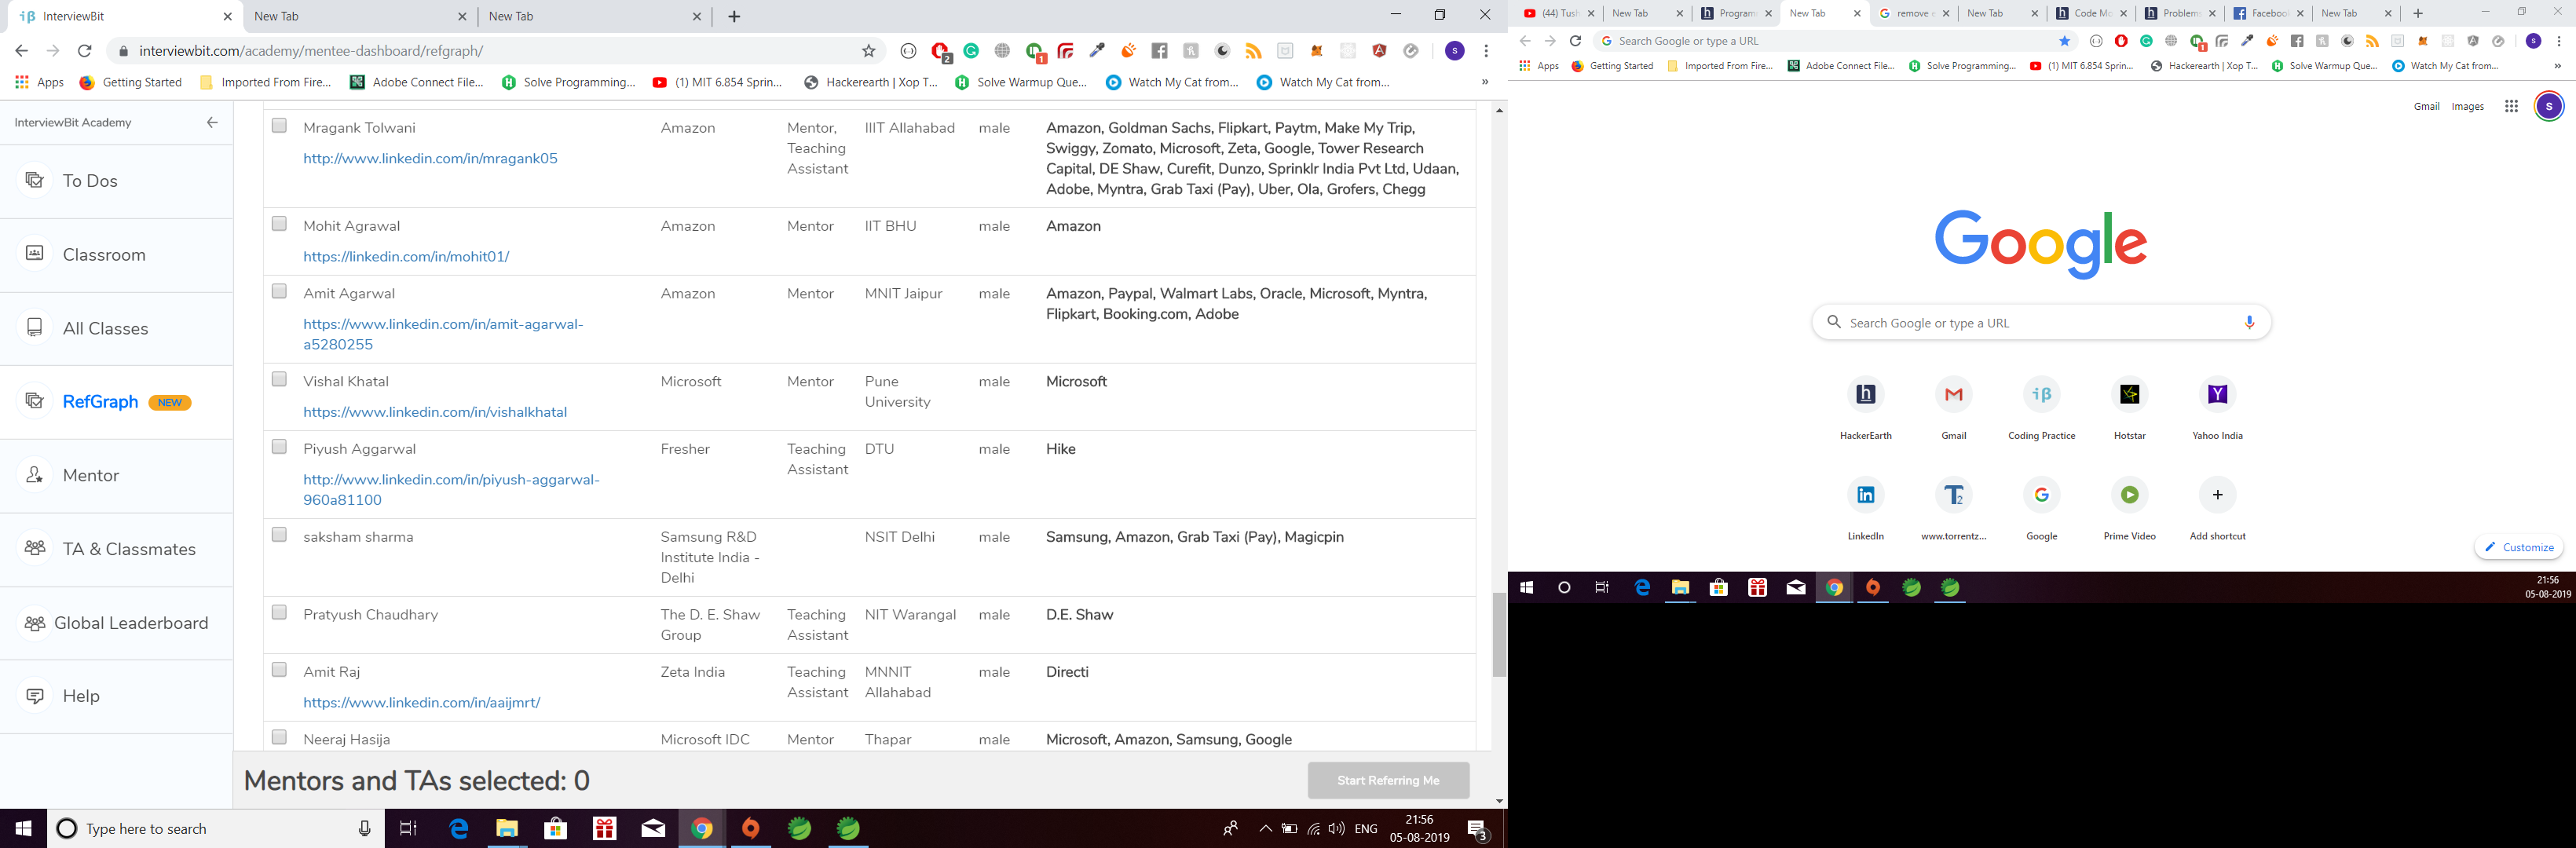 InterviewBit
New Tab
New Tab
interviewbit.com/academy/mentee-dashboard/refgraph/
Apps
Getting Started
Imported From Fire...
Adobe Connect File...
Solve Programming...
(1) MIT 6.854 Sprin...
Hackerearth | Xop T...
Solve Warmup Que...
Watch My Cat from...
Watch My Cat from...
»
InterviewBit Academy
To Dos
Classroom
All Classes
RefGraph NEW
Mentor
TA & Classmates
Global Leaderboard
Help
Mragank Tolwani
http://www.linkedin.com/in/mragank05
Amazon
Mentor,
Teaching
Assistant
IIIT Allahabad
male
Amazon, Goldman Sachs, Flipkart, Paytm, Make My Trip,
Swiggy, Zomato, Microsoft, Zeta, Google, Tower Research
Capital, DE Shaw, Curefit, Dunzo, Sprinklr India Pvt Ltd, Udaan,
Adobe, Myntra, Grab Taxi (Pay), Uber, Ola, Grofers, Chegg
Mohit Agrawal
https://linkedin.com/in/mohit01/
Amazon
Mentor
IIT BHU
male
Amazon
Amit Agarwal
https://www.linkedin.com/in/amit-agarwal-
a5280255
Amazon
Mentor
MNIT Jaipur
male
Amazon, Paypal, Walmart Labs, Oracle, Microsoft, Myntra,
Flipkart, Booking.com, Adobe
Vishal Khatal
https://www.linkedin.com/in/vishalkhatal
Microsoft
Mentor
Pune
University
male
Microsoft
Piyush Aggarwal
http://www.linkedin.com/in/piyush-aggarwal-
960a81100
Fresher
Teaching
Assistant
DTU
male
Hike
saksham sharma
Samsung R&D
Institute India -
Delhi
NSIT Delhi
male
Samsung, Amazon, Grab Taxi (Pay), Magicpin
Pratyush Chaudhary
The D. E. Shaw
Group
Teaching
Assistant
NIT Warangal
male
D.E. Shaw
Amit Raj
https://www.linkedin.com/in/aaijmrt/
Zeta India
Teaching
Assistant
MNNIT
Allahabad
male
Directi
Neeraj Hasija
Microsoft IDC
Mentor
Thapar
male
Microsoft, Amazon, Samsung, Google
Mentors and TAs selected: 0
Start Referring Me
Type here to search
ENG
21:56
05-08-2019
3
(44) Tush
New Tab
Program
New Tab
remove e
New Tab
Code Mo
Problem
Facebook
New Tab
Search Google or type a URL
Apps
Getting Started
Imported From Fire...
Adobe Connect File...
Solve Programming...
(1) MIT 6.854 Sprin...
Hackerearth | Xop T...
Solve Warmup Que...
Watch My Cat from...
»
Gmail
Images
S
Google
Search Google or type a URL
HackerEarth
Gmail
Coding Practice
Hotstar
Yahoo India
LinkedIn
www.torrentz...
Google
Prime Video
Add shortcut
Customize
21:56
05-08-2019